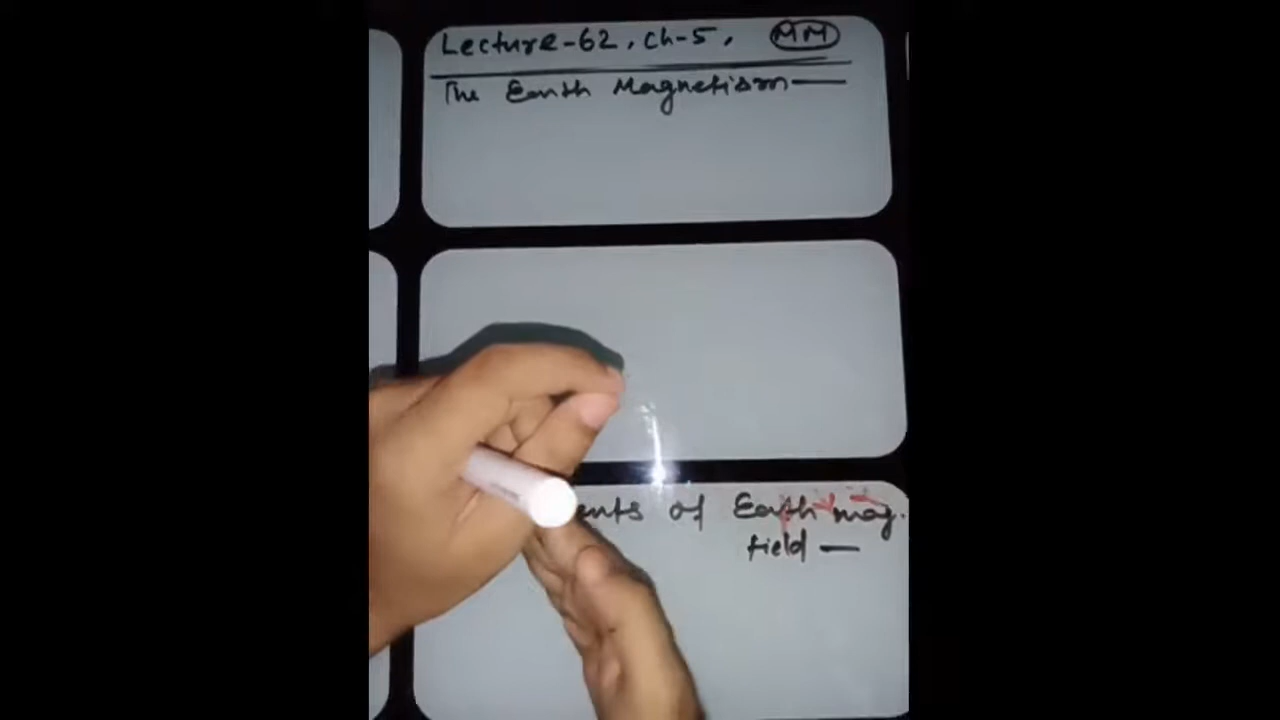 Lecture-62, Ch-5, MM
The Earth Magnetism —
of Earth mag.
field —